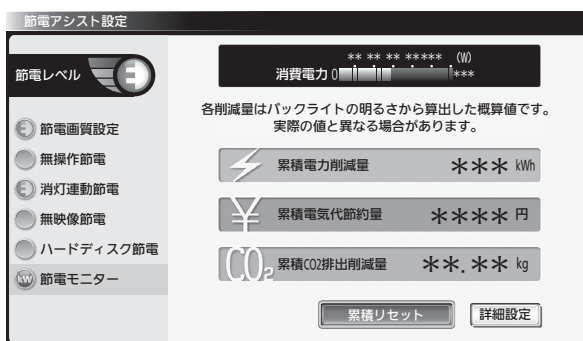 節電アシスト設定
節電レベル E
** ** ** ***** (W)
消費電力 0 ***
各削減量はバックライトの明るさから算出した概算値です。
実際の値と異なる場合があります。
E 節電画質設定
無操作節電
E 消灯連動節電
無映像節電
ハードディスク節電
kW 節電モニター
累積電力削減量 *** kWh
¥ 累積電気代節約量 **** 円
CO2 累積CO2排出削減量 **.** kg
累積リセット 詳細設定